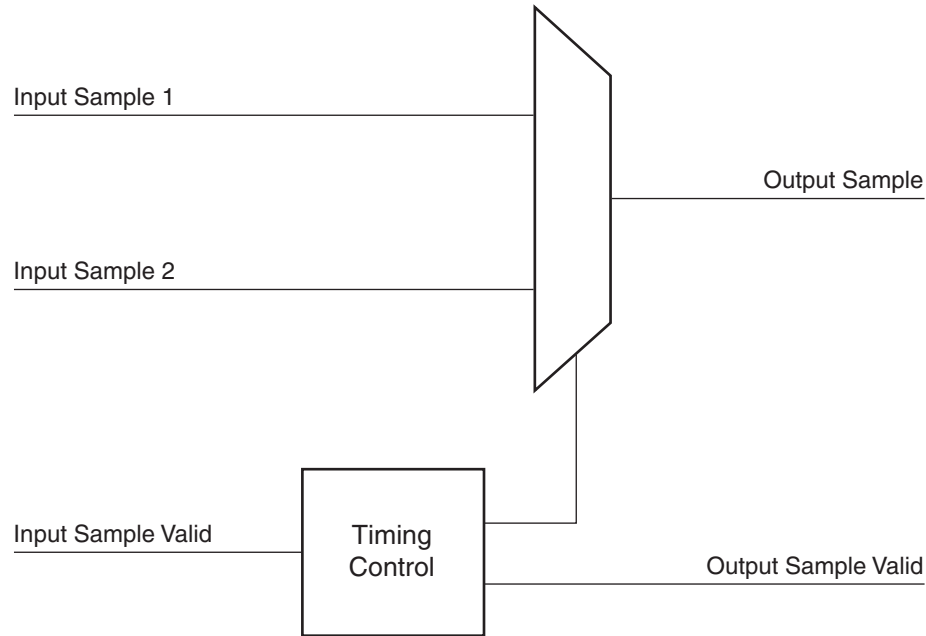 Input Sample 1
Output Sample
Input Sample 2
Input Sample Valid
Timing
Control
Output Sample Valid